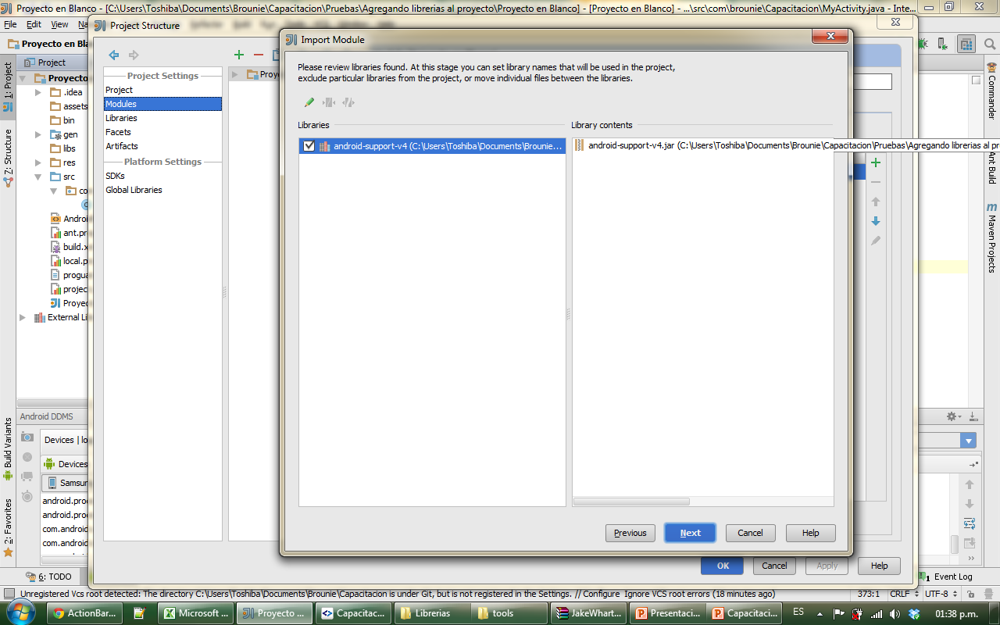 Proyecto en Blanco - [C:\Users\Toshiba\Documents\Brounie\Capacitacion\Pruebas\Agregando librerias al proyecto\Proyecto en Blanco] - [Proyecto en Blanco] - ...\src\com\brounie\Capacitacion\MyActivity.java - Inte...
File Edit View
Project Structure
Import Module
Proyecto en Bla
Project
Proyecto
.idea
assets
bin
gen
libs
res
src
co
Androi
ant.pr
build.x
local.p
progua
projec
Proyec
External Li
1: Project
Z: Structure
Build Variants
2: Favorites
Project Settings
Project
Modules
Libraries
Facets
Artifacts
Platform Settings
SDKs
Global Libraries
Proye
Please review libraries found. At this stage you can set library names that will be used in the project,
exclude particular libraries from the project, or move individual files between the libraries.
Libraries
Library contents
android-support-v4 (C:\Users\Toshiba\Documents\Brounie...
android-support-v4.jar (C:\Users\Toshiba\Documents\Brounie\Capacitacion\Pruebas\Agregando librerias al pr
Previous
Next
Cancel
Help
OK
Cancel
Apply
Help
Commander
Ant Build
m
Maven Projects
Android DDMS
Devices | lo
Devices
Samsun
android.proc
android.proc
com.android
com.android
6: TODO
1 Event Log
Unregistered Vcs root detected: The directory C:\Users\Toshiba\Documents\Brounie\Capacitacion is under Git, but is not registered in the Settings. // Configure Ignore VCS root errors (18 minutes ago)
373:1 CRLF UTF-8
ActionBar...
Microsoft ...
Proyecto ...
Capacitac...
Librerias
tools
JakeWhart...
Presentaci...
Capacitaci...
ES
01:38 p.m.